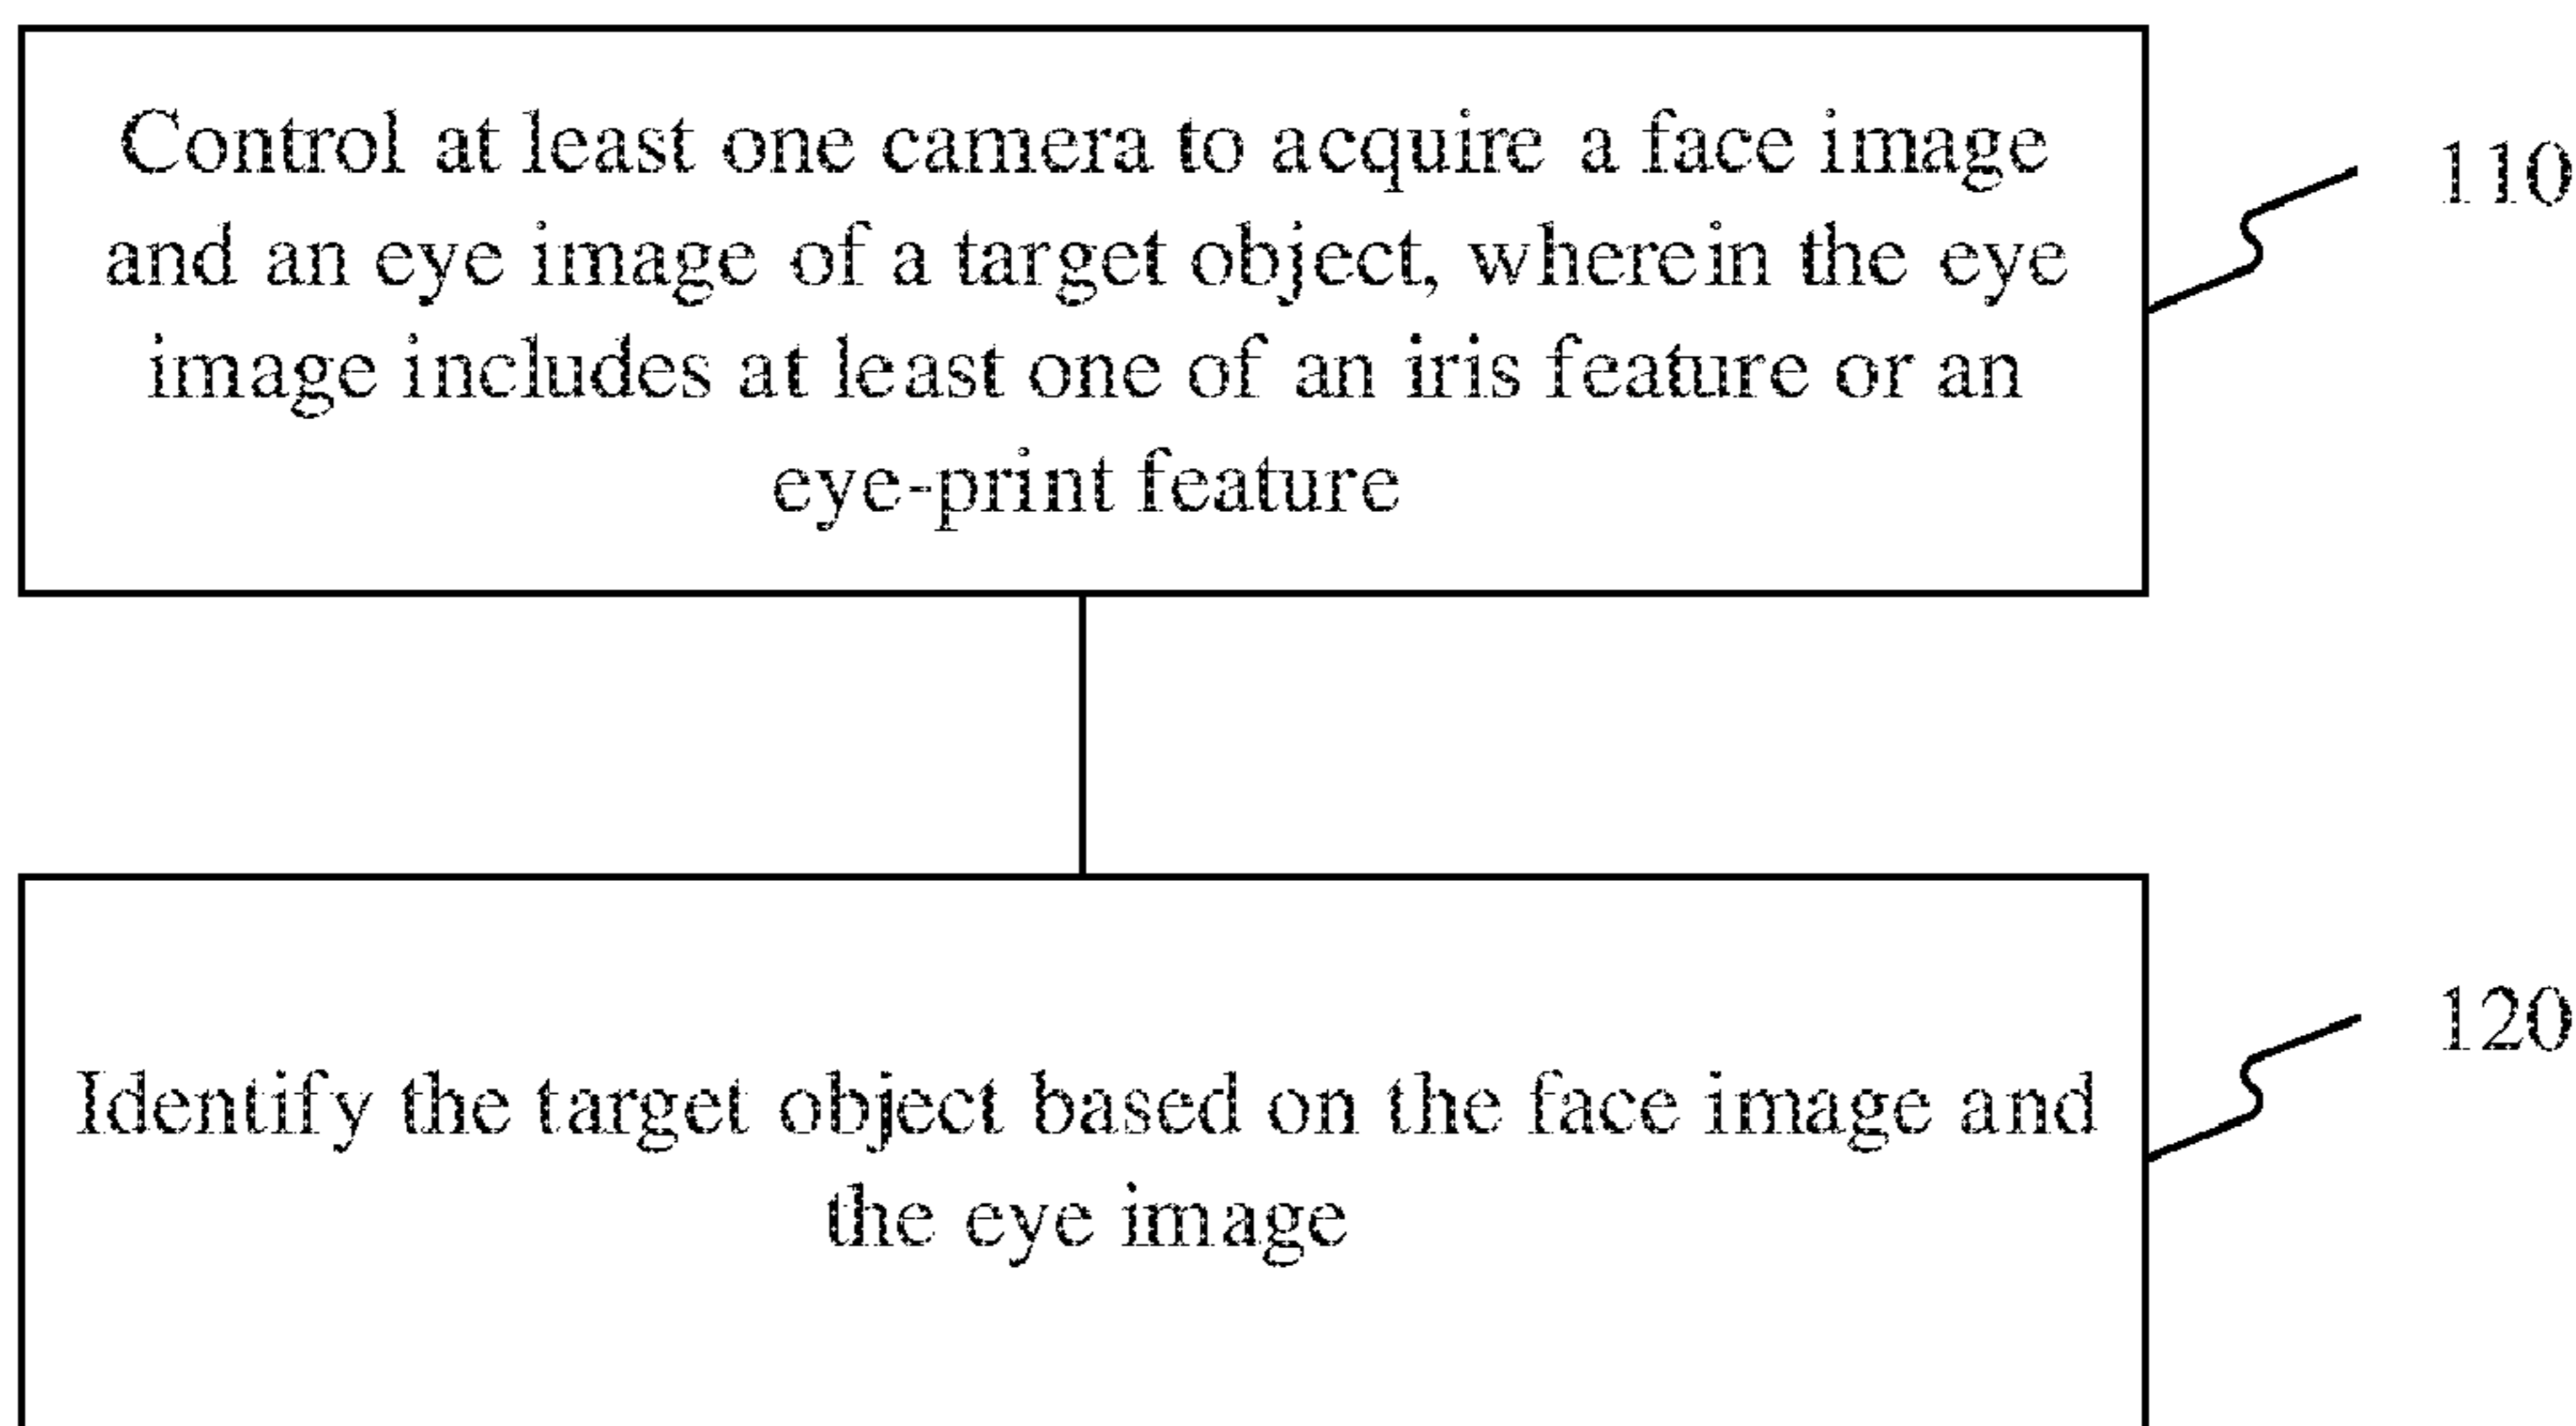 Control at least one camera to acquire a face image
and an eye image of a target object, wherein the eye
image includes at least one of an iris feature or an
eye-print feature
110
Identify the target object based on the face image and
the eye image
120